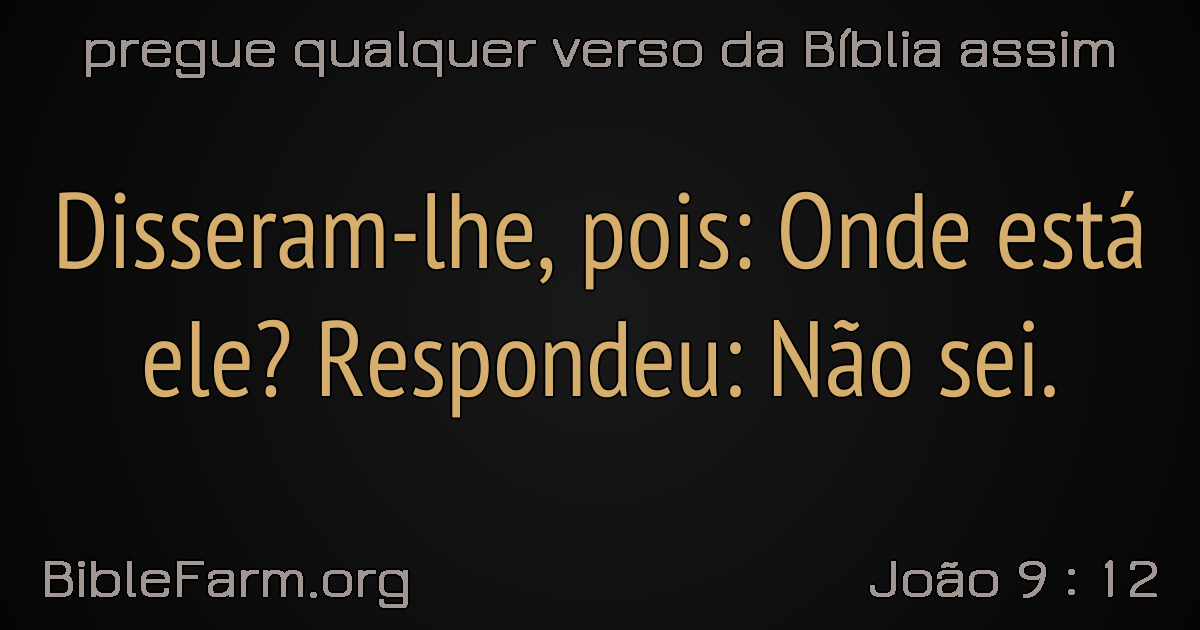 pregue qualquer verso da Bíblia assim
Disseram-lhe, pois: Onde está
ele? Respondeu: Não sei.
BibleFarm.org
João 9 : 12